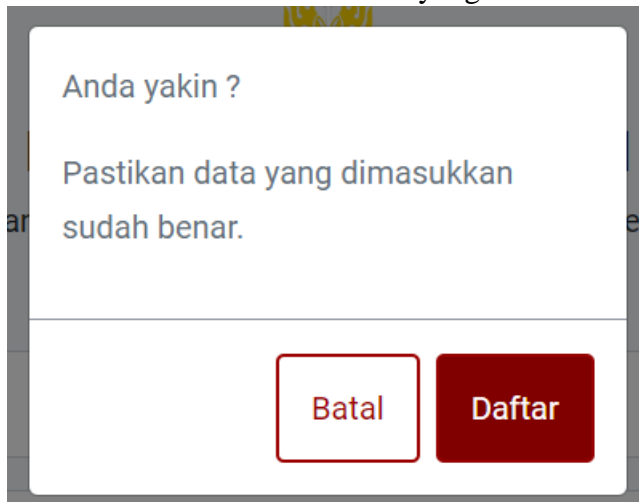 Anda yakin ?
Pastikan data yang dimasukkan
sudah benar.
Batal
Daftar